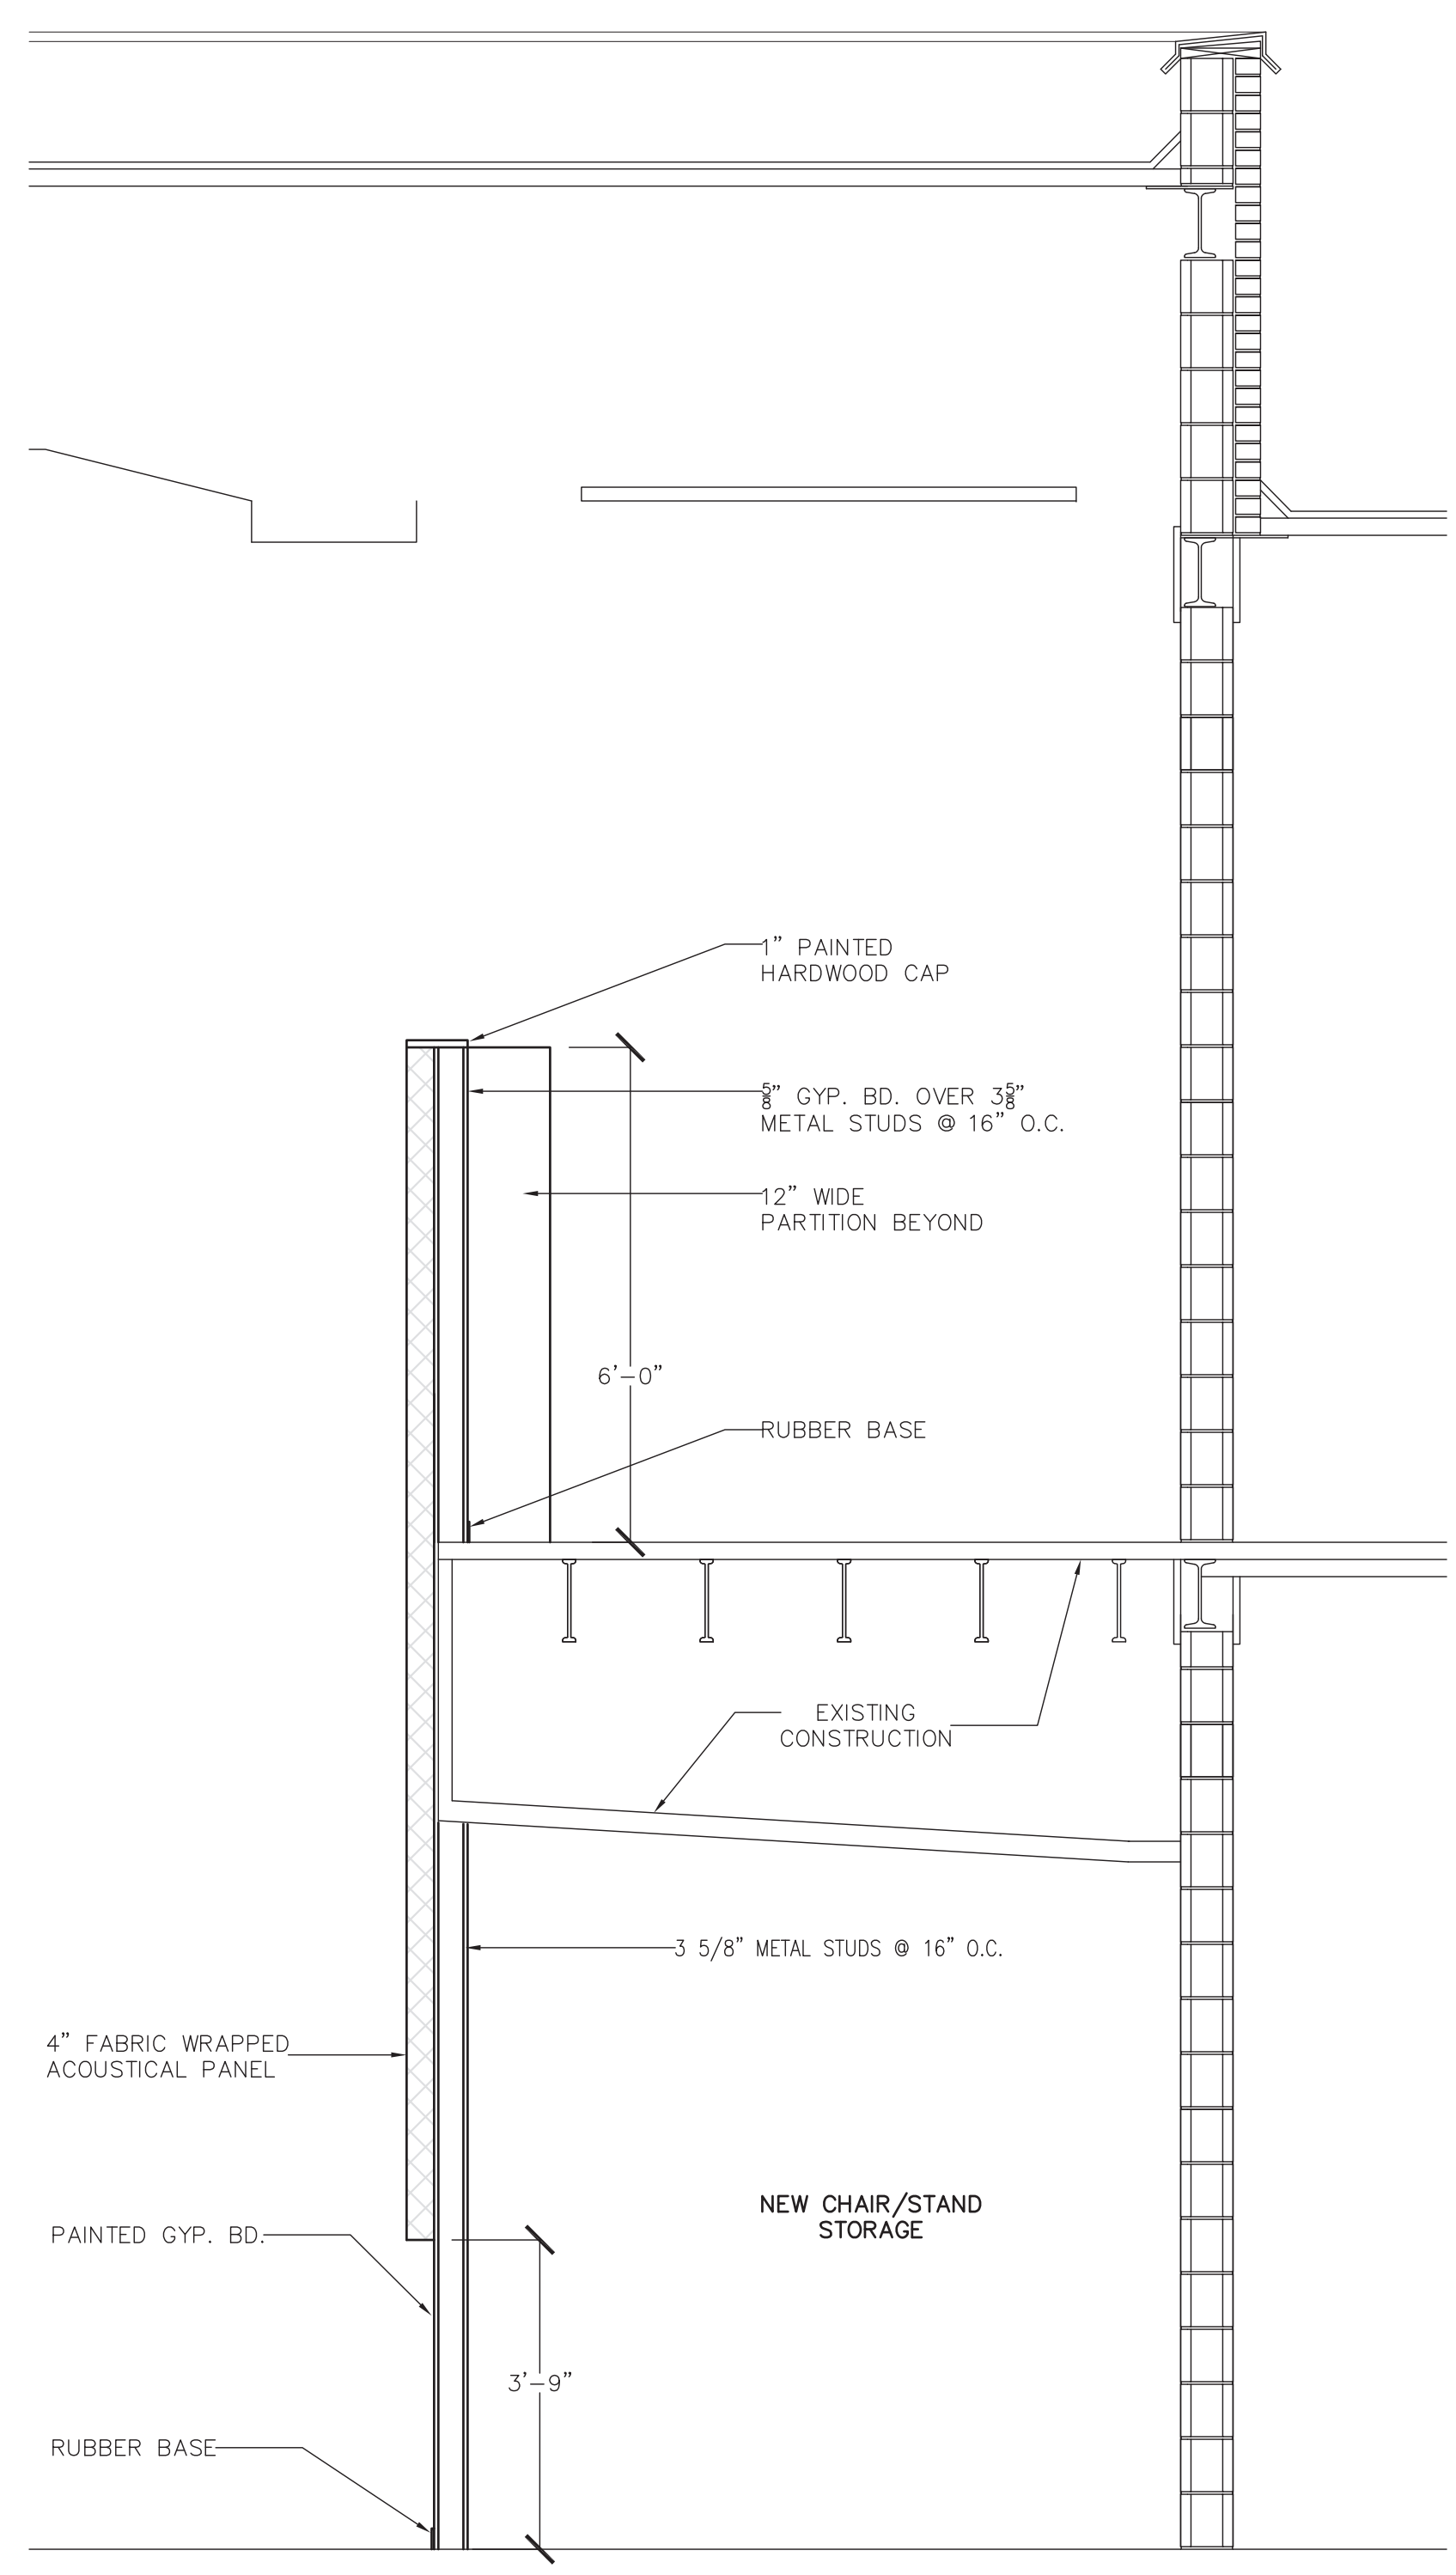 1” PAINTED
HARDWOOD CAP
5/8” GYP. BD. OVER 3 5/8”
METAL STUDS @ 16” O.C.
12” WIDE
PARTITION BEYOND
6’-0”
RUBBER BASE
EXISTING
CONSTRUCTION
3 5/8” METAL STUDS @ 16” O.C.
4” FABRIC WRAPPED
ACOUSTICAL PANEL
NEW CHAIR/STAND
STORAGE
PAINTED GYP. BD.
3’-9”
RUBBER BASE